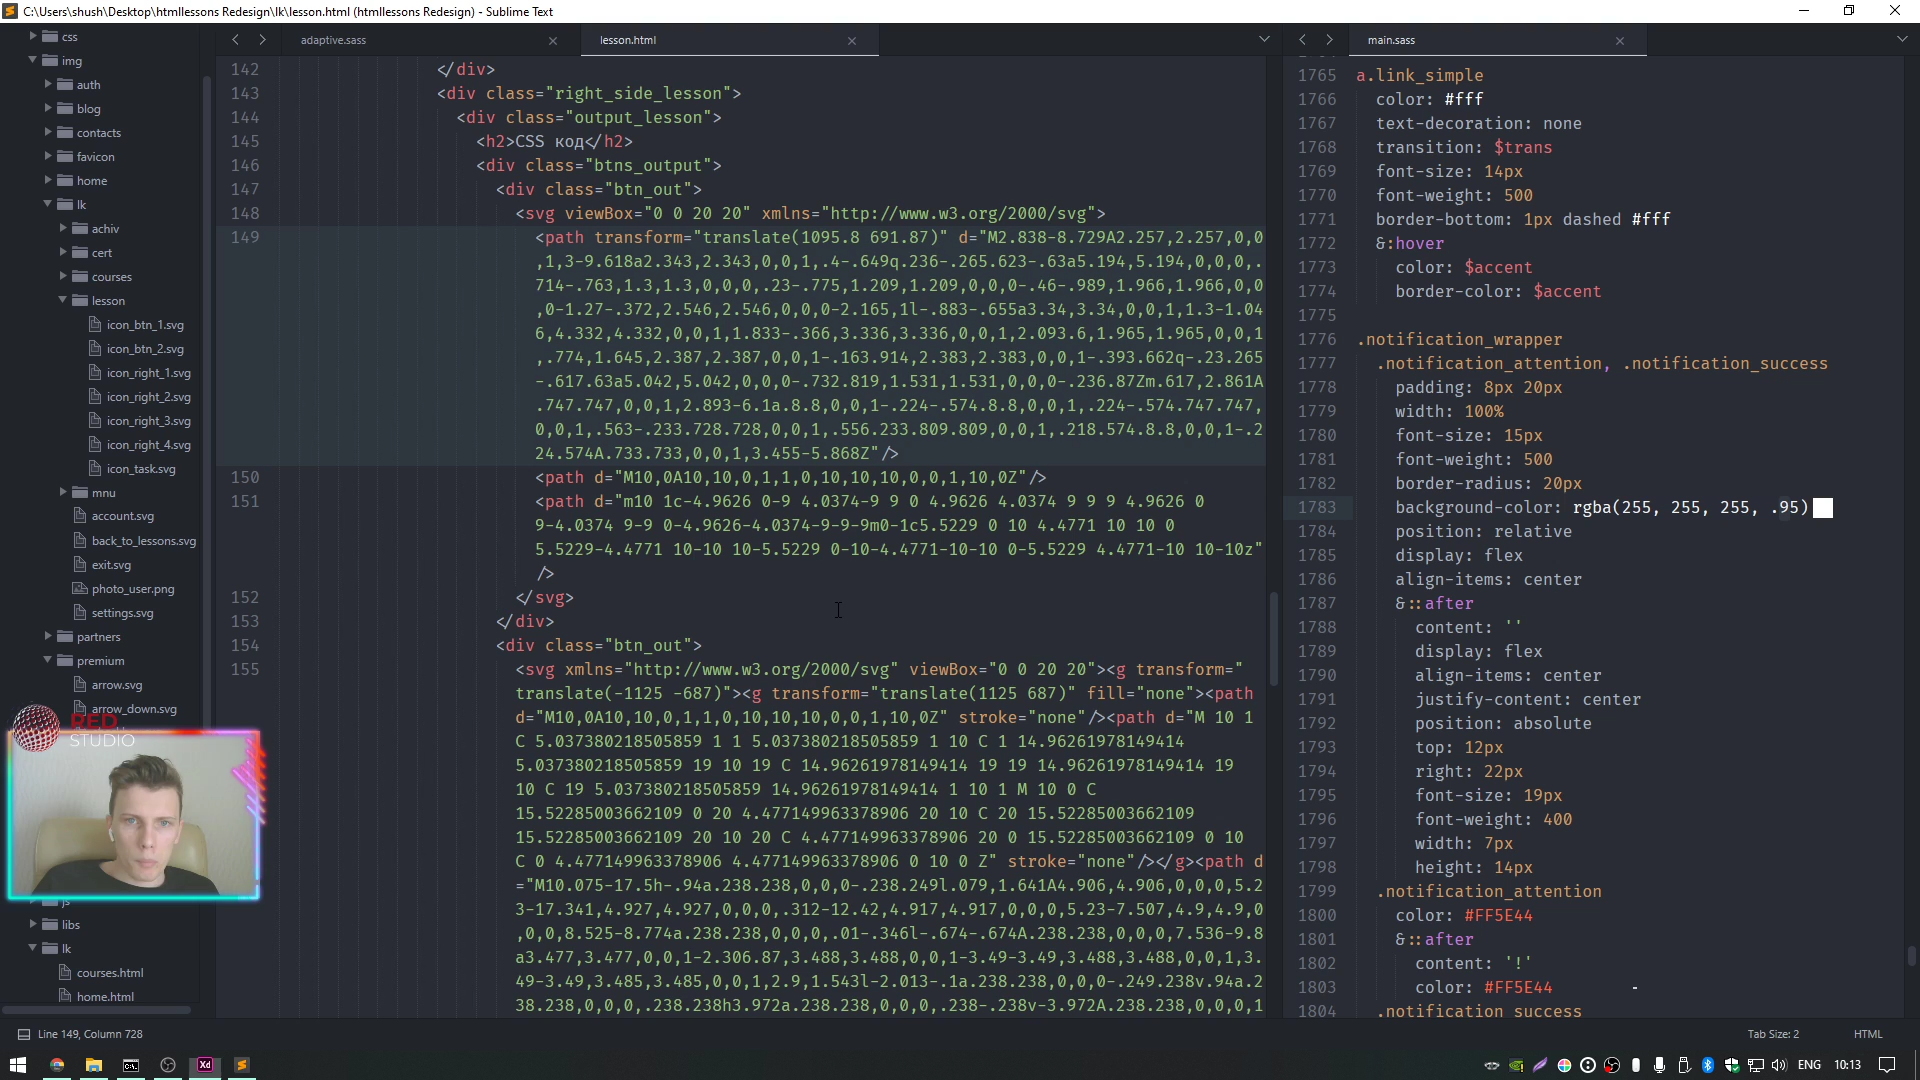 C:\Users\shush\Desktop\htmllessons Redesign\lk\lesson.html (htmllessons Redesign) - Sublime Text
css
img
auth
blog
contacts
favicon
home
lk
achiv
cert
courses
lesson
icon_btn_1.svg
icon_btn_2.svg
icon_right_1.svg
icon_right_2.svg
icon_right_3.svg
icon_right_4.svg
icon_task.svg
mnu
account.svg
back_to_lessons.svg
exit.svg
photo_user.png
settings.svg
partners
premium
arrow.svg
arrow_down.svg
RED
STUDIO
js
libs
lk
courses.html
home.html
adaptive.sass
lesson.html
142 </div>
143 <div class="right_side_lesson">
144 <div class="output_lesson">
145 <h2>CSS код</h2>
146 <div class="btns_output">
147 <div class="btn_out">
148 <svg viewBox="0 0 20 20" xmlns="http://www.w3.org/2000/svg">
149 <path transform="translate(1095.8 691.87)" d="M2.838-8.729A2.257,2.257,0,0
,1,3-9.618a2.343,2.343,0,0,1,.4-.649q.236-.265.623-.63a5.194,5.194,0,0,0,.
714-.763,1.3,1.3,0,0,0,.23-.775,1.209,1.209,0,0,0-.46-.989,1.966,1.966,0,0
,0-1.27-.372,2.546,2.546,0,0,0-2.165,1l-.883-.655a3.34,3.34,0,0,1,1.3-1.04
6,4.332,4.332,0,0,1,1.833-.366,3.336,3.336,0,0,1,2.093.6,1.965,1.965,0,0,1
,.774,1.645,2.387,2.387,0,0,1-.163.914,2.383,2.383,0,0,1-.393.662q-.23.265
-.617.63a5.042,5.042,0,0,0-.732.819,1.531,1.531,0,0,0-.236.87Zm.617,2.861A
.747.747,0,0,1,2.893-6.1a.8.8,0,0,1-.224-.574.8.8,0,0,1,.224-.574.747.747,
0,0,1,.563-.233.728.728,0,0,1,.556.233.809.809,0,0,1,.218.574.8.8,0,0,1-.2
24.574A.733.733,0,0,1,3.455-5.868Z"/>
150 <path d="M10,0A10,10,0,1,1,0,10,10,10,0,0,1,10,0Z"/>
151 <path d="m10 1c-4.9626 0-9 4.0374-9 9 0 4.9626 4.0374 9 9 9 4.9626 0
9-4.0374 9-9 0-4.9626-4.0374-9-9-9m0-1c5.5229 0 10 4.4771 10 10 0
5.5229-4.4771 10-10 10-5.5229 0-10-4.4771-10-10 0-5.5229 4.4771-10 10-10z"
/>
152 </svg>
153 </div>
154 <div class="btn_out">
155 <svg xmlns="http://www.w3.org/2000/svg" viewBox="0 0 20 20"><g transform="
translate(-1125 -687)"><g transform="translate(1125 687)" fill="none"><path
d="M10,0A10,10,0,1,1,0,10,10,10,0,0,1,10,0Z" stroke="none"/><path d="M 10 1
C 5.037380218505859 1 1 5.037380218505859 1 10 C 1 14.96261978149414
5.037380218505859 19 10 19 C 14.96261978149414 19 19 14.96261978149414 19
10 C 19 5.037380218505859 14.96261978149414 1 10 1 M 10 0 C
15.52285003662109 0 20 4.477149963378906 20 10 C 20 15.52285003662109
15.52285003662109 20 10 20 C 4.477149963378906 20 0 15.52285003662109 0 10
C 0 4.477149963378906 4.477149963378906 0 10 0 Z" stroke="none"/></g><path d
="M10.075-17.5h-.94a.238.238,0,0,0-.238.249l.079,1.641A4.906,4.906,0,0,0,5.2
3-17.341,4.927,4.927,0,0,0,.312-12.42,4.917,4.917,0,0,0,5.23-7.507,4.9,4.9,0
,0,0,8.525-8.774a.238.238,0,0,0,.01-.346l-.674-.674A.238.238,0,0,0,7.536-9.8
a3.477,3.477,0,0,1-2.306.87,3.488,3.488,0,0,1-3.49-3.49,3.488,3.488,0,0,1,3.
49-3.49,3.485,3.485,0,0,1,2.9,1.543l-2.013-.1a.238.238,0,0,0-.249.238v.94a.2
38.238,0,0,0,.238.238h3.972a.238.238,0,0,0,.238-.238v-3.972A.238.238,0,0,0,1
main.sass
1765 a.link_simple
1766 color: #fff
1767 text-decoration: none
1768 transition: $trans
1769 font-size: 14px
1770 font-weight: 500
1771 border-bottom: 1px dashed #fff
1772 &:hover
1773 color: $accent
1774 border-color: $accent
1775
1776 .notification_wrapper
1777 .notification_attention, .notification_success
1778 padding: 8px 20px
1779 width: 100%
1780 font-size: 15px
1781 font-weight: 500
1782 border-radius: 20px
1783 background-color: rgba(255, 255, 255, .95)
1784 position: relative
1785 display: flex
1786 align-items: center
1787 &::after
1788 content: ''
1789 display: flex
1790 align-items: center
1791 justify-content: center
1792 position: absolute
1793 top: 12px
1794 right: 22px
1795 font-size: 19px
1796 font-weight: 400
1797 width: 7px
1798 height: 14px
1799 .notification_attention
1800 color: #FF5E44
1801 &::after
1802 content: '!'
1803 color: #FF5E44
1804 .notification_success
Line 149, Column 728
Tab Size: 2
HTML
Xd
ENG
10:13